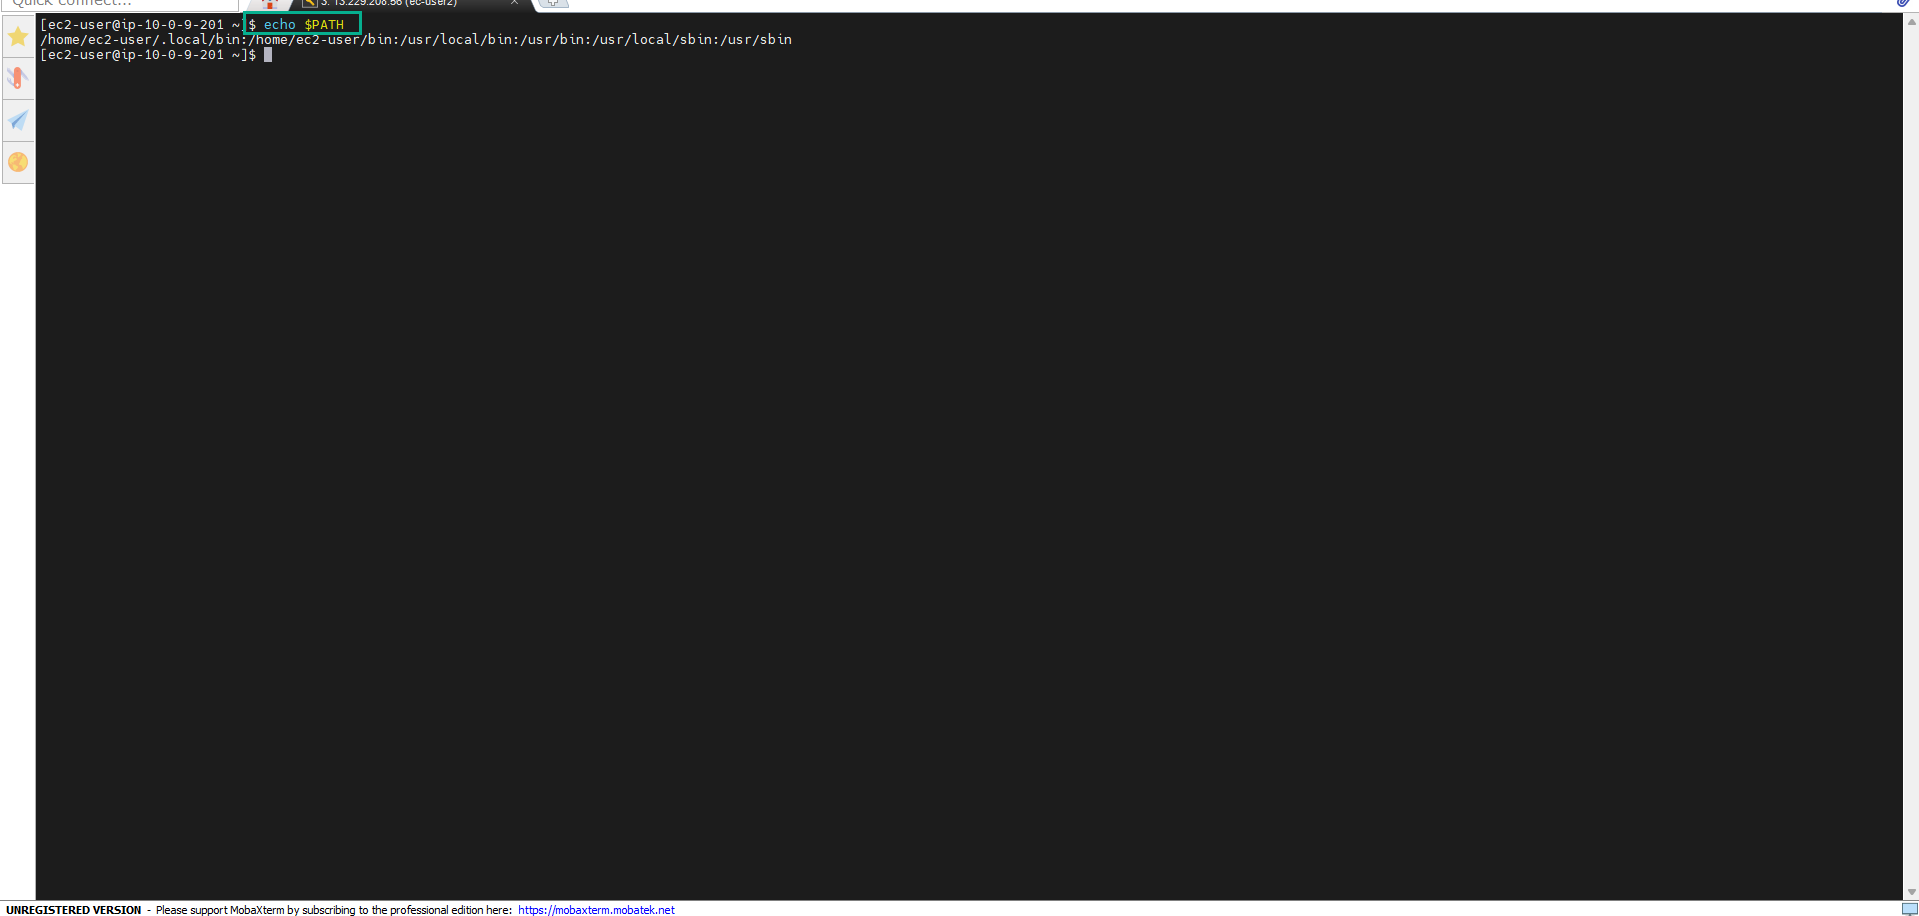 Quick connect...
3. 13.229.208.56 (ec-user2)
[ec2-user@ip-10-0-9-201 ~]$ echo $PATH
/home/ec2-user/.local/bin:/home/ec2-user/bin:/usr/local/bin:/usr/bin:/usr/local/sbin:/usr/sbin
[ec2-user@ip-10-0-9-201 ~]$
UNREGISTERED VERSION - Please support MobaXterm by subscribing to the professional edition here: https://mobaxterm.mobatek.net